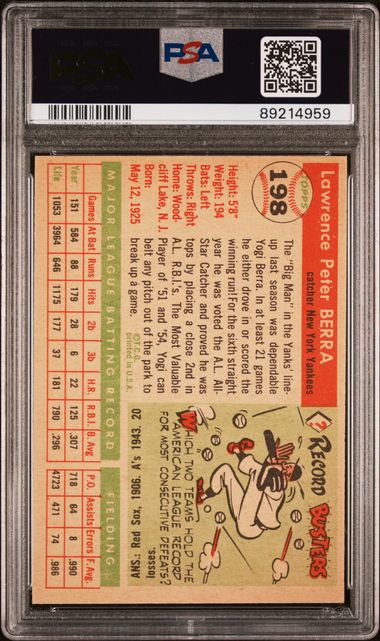 PSA
PSA
89214959
TOPPS
198
Lawrence Peter BERRA
catcher New York Yankees
Height: 5'8"
Weight: 194
Bats: Left
Throws: Right
Home: Wood-
cliff Lake, N. J.
Born:
May 12, 1925
The "Big Man" in the Yanks' line-
up last season was dependable
Yogi Berra. In at least 21 games
he either drove in or scored the
winning run! For the sixth straight
year he was voted the A.L. All-
Star Catcher and proved he was
tops by placing a close 2nd in
A.L. R.B.I.'s. The Most Valuable
Player of '51 and '54, Yogi can
belt any pitch out of the park to
break up a game.
©T.C.G.
printed in U.S.A.
?
RECORD
BUSTERS
WHICH TWO TEAMS HOLD THE
AMERICAN LEAGUE RECORD
FOR MOST CONSECUTIVE DEFEATS?
ANS.: Red Sox, 1906, A's 1943. 20
losses.
MAJOR LEAGUE BATTING RECORD FIELDING
Games At Bat Runs Hits 2b 3b H.R. R.B.I. B. Avg P.O. Assists Errors F. Avg.
Year 151 584 88 179 28 6 22 125 .307 718 64 8 .990
Life 1053 3964 646 1175 177 37 181 790 .296 4723 471 74 .986